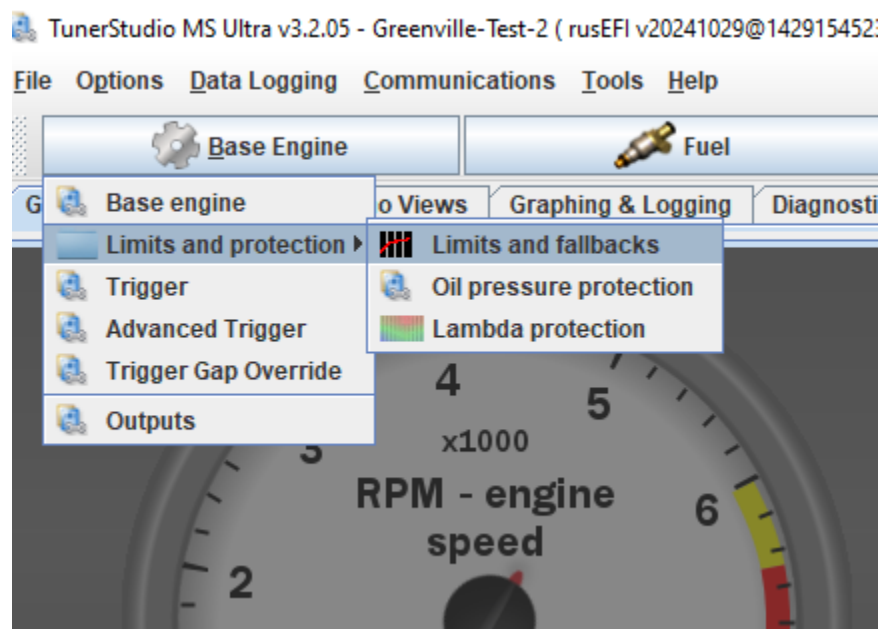 TunerStudio MS Ultra v3.2.05 - Greenville-Test-2 ( rusEFI v20241029@1429154523
File Options Data Logging Communications Tools Help
Base Engine Fuel
G o Views Graphing & Logging Diagnosti
Base engine
Limits and protection
Trigger
Advanced Trigger
Trigger Gap Override
Outputs
Limits and fallbacks
Oil pressure protection
Lambda protection
4
5
3
x1000
RPM - engine
speed
6
2